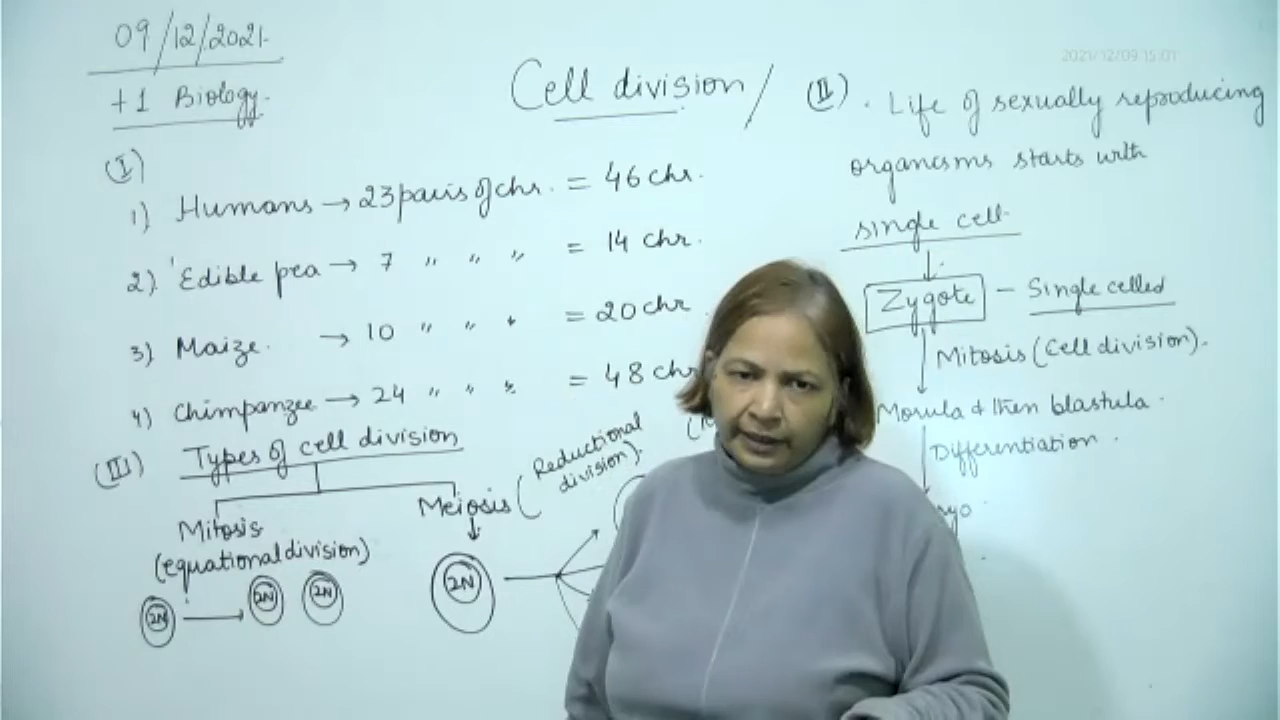 09/12/2021.
+1 Biology.
2021/12/09 15:01
Cell division /
(I)
1) Humans → 23 pairs of chr. = 46 chr.
2) Edible pea → 7 " " " = 14 chr.
3) Maize. → 10 " " " = 20 chr
4) Chimpanzee → 24 " " " = 48 chr
(II). Life of sexually reproducing
organisms starts with
single cell.
Zygote - Single celled
Mitosis (Cell division).
Morula & then blastula.
Differentiation.
yo
(III) Types of cell division
Mitosis
(equational division)
2N → 2N 2N
Meiosis (Reductional
division).
2N